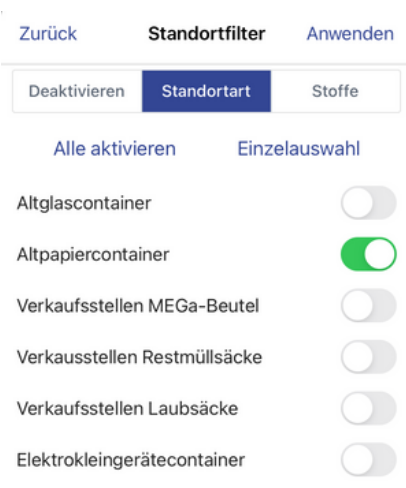 Zurück Standortfilter Anwenden
Deaktivieren Standortart Stoffe
Alle aktivieren Einzelauswahl
Altglascontainer
Altpapiercontainer
Verkaufsstellen MEGa-Beutel
Verkausstellen Restmüllsäcke
Verkaufsstellen Laubsäcke
Elektrokleingerätecontainer